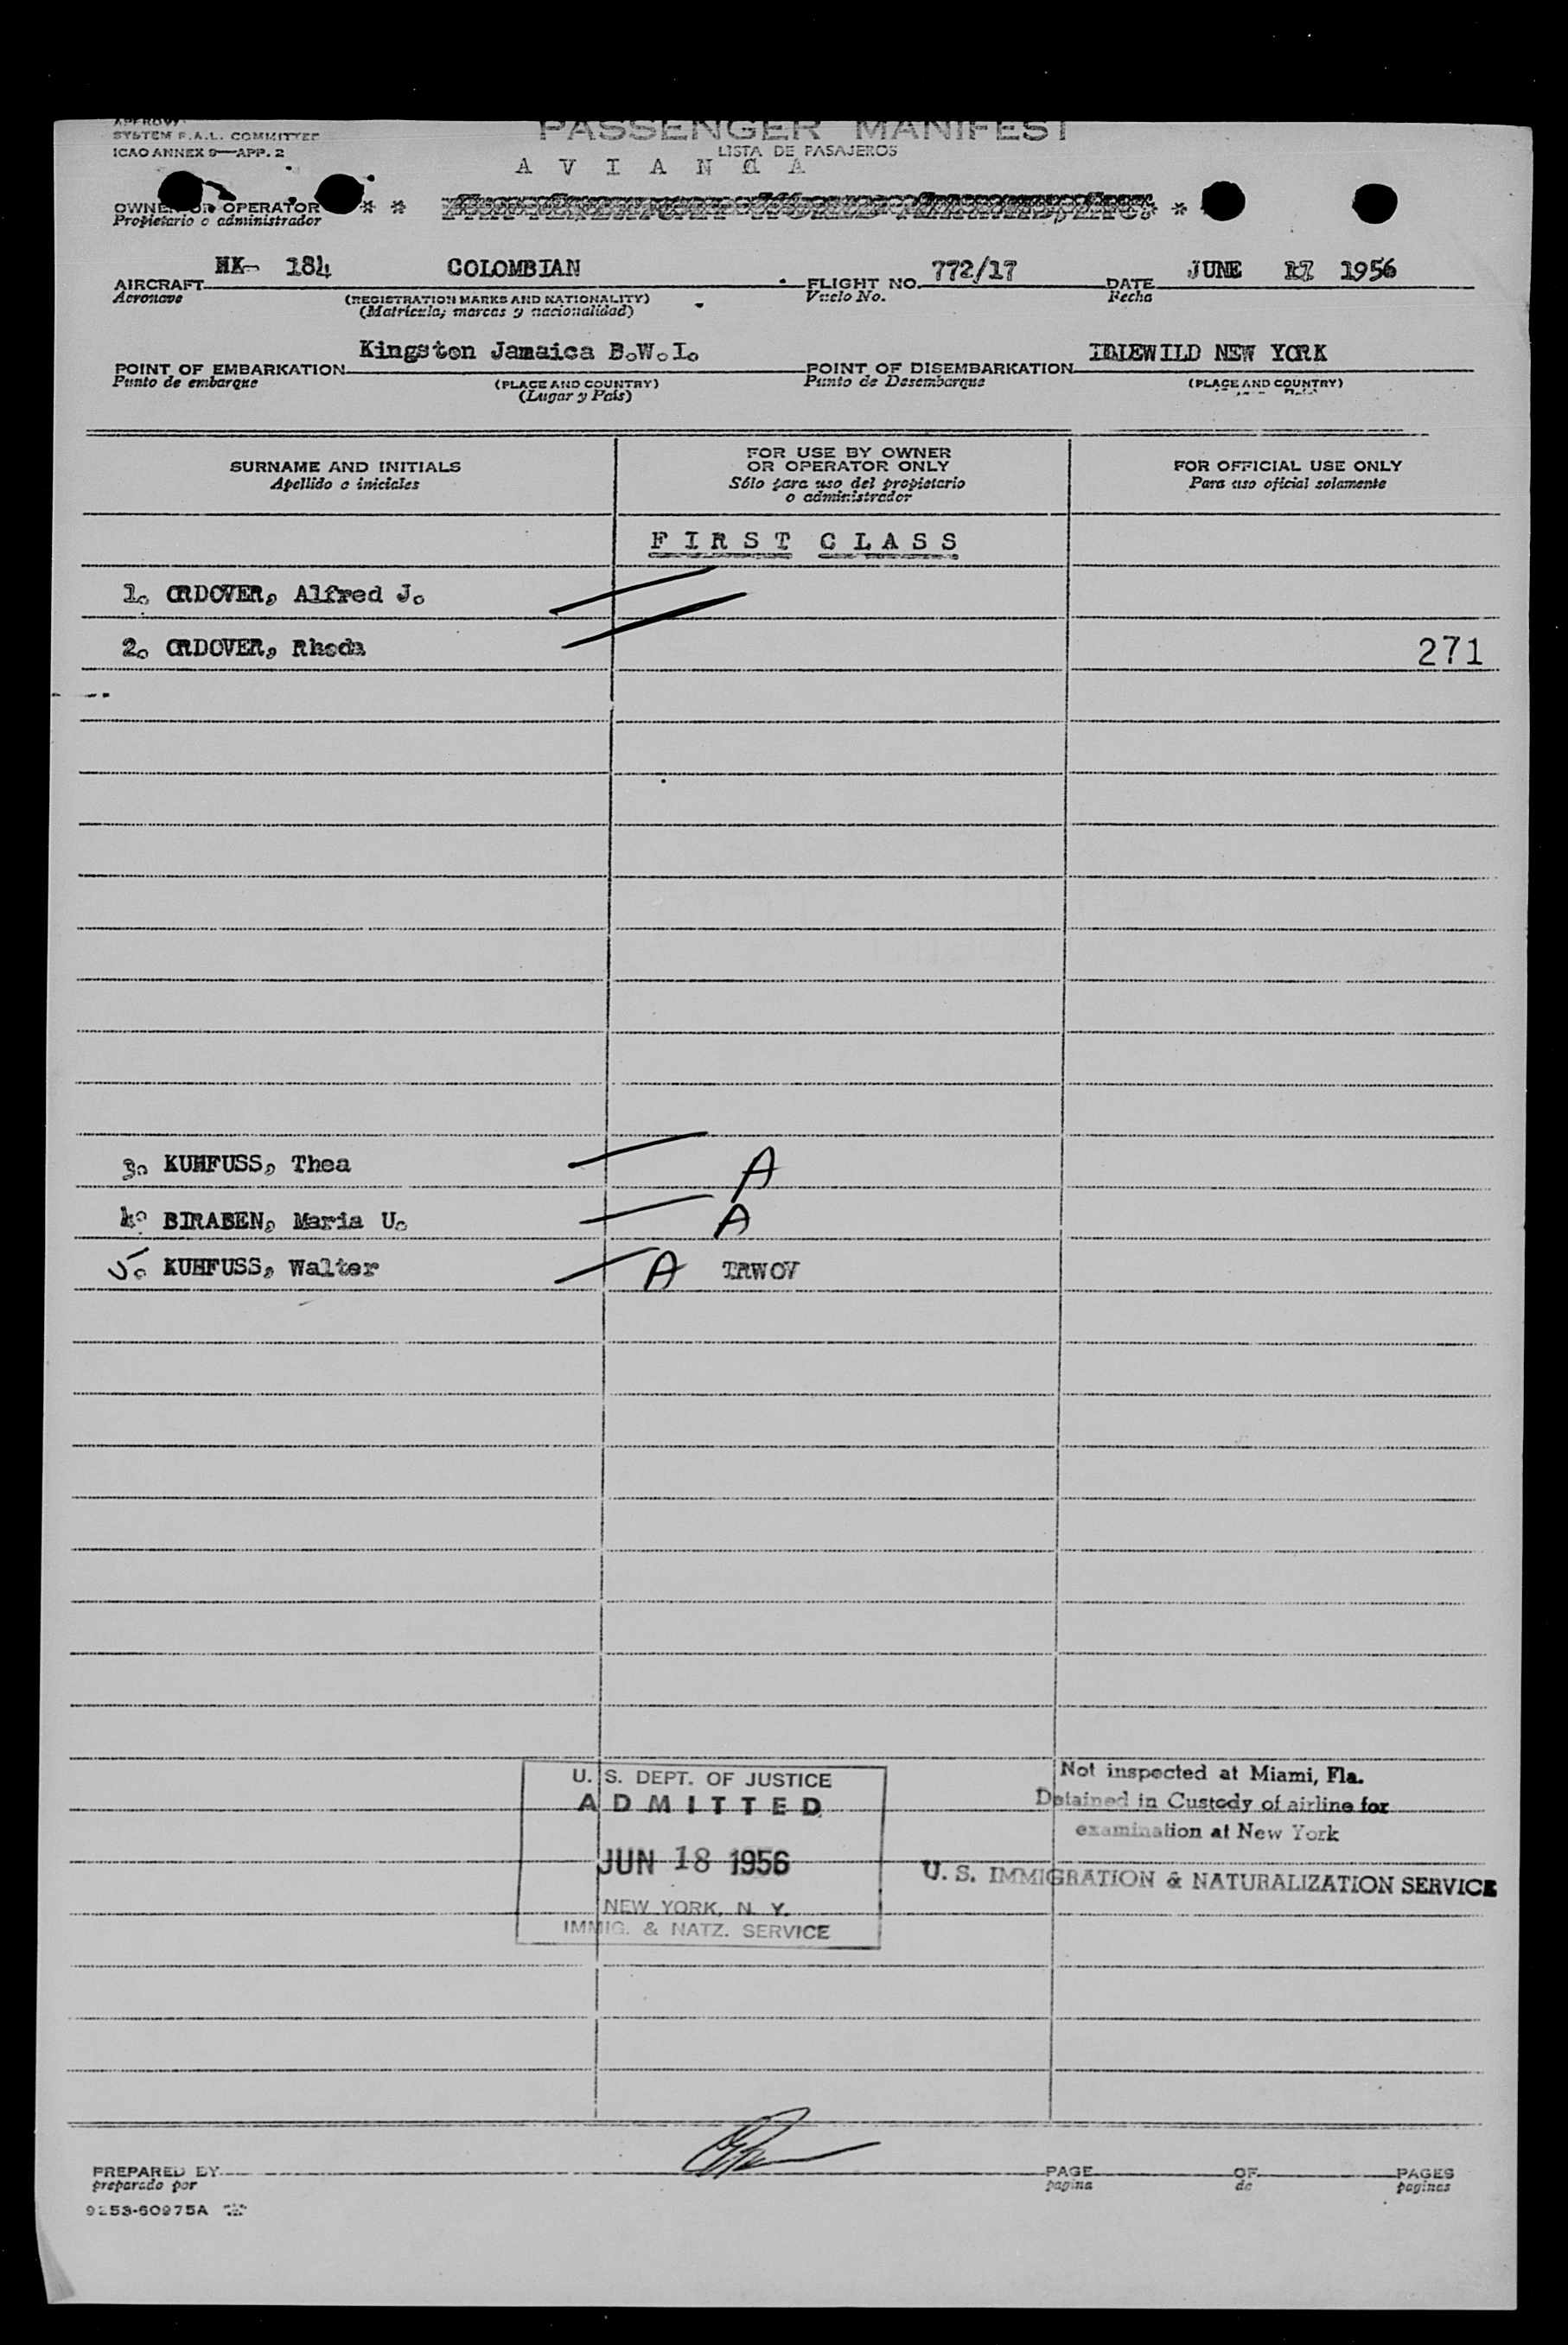 SYSTEM F.A.L. COMMITTEE
ICAO ANNEX 9—APP. 2
PASSENGER MANIFEST
LISTA DE PASAJEROS
A V I A N C A
OWNER OR OPERATOR * * *
Propietario o administrador
AIRCRAFT HK- 184 COLOMBIAN FLIGHT NO. 772/17 DATE JUNE 17 1956
Aeronave (REGISTRATION MARKS AND NATIONALITY) Vuelo No. Fecha
(Matricula, marcas y nacionalidad)
POINT OF EMBARKATION Kingston Jamaica B.W.I. POINT OF DISEMBARKATION IDLEWILD NEW YORK
Punto de embarque (PLACE AND COUNTRY) Punto de Desembarque (PLACE AND COUNTRY)
(Lugar y Pais)
SURNAME AND INITIALS FOR USE BY OWNER OR OPERATOR ONLY FOR OFFICIAL USE ONLY
Apellido o iniciales Sólo para uso del propietario o administrador Para uso oficial solamente
F I R S T C L A S S
1. ORDOVER, Alfred J.
2. ORDOVER, Rhoda 271
3. KUHFUSS, Thea A
4. BIRABEN, Maria U. A
5. KUHFUSS, Walter A TRWOV
U. S. DEPT. OF JUSTICE
ADMITTED
JUN 18 1956
NEW YORK, N. Y.
IMMIG. & NATZ. SERVICE
Not inspected at Miami, Fla.
Detained in Custody of airline for
examination at New York
U. S. IMMIGRATION & NATURALIZATION SERVICE
PREPARED BY PAGE OF PAGES
preparado por pagina de paginas
9253-60975A